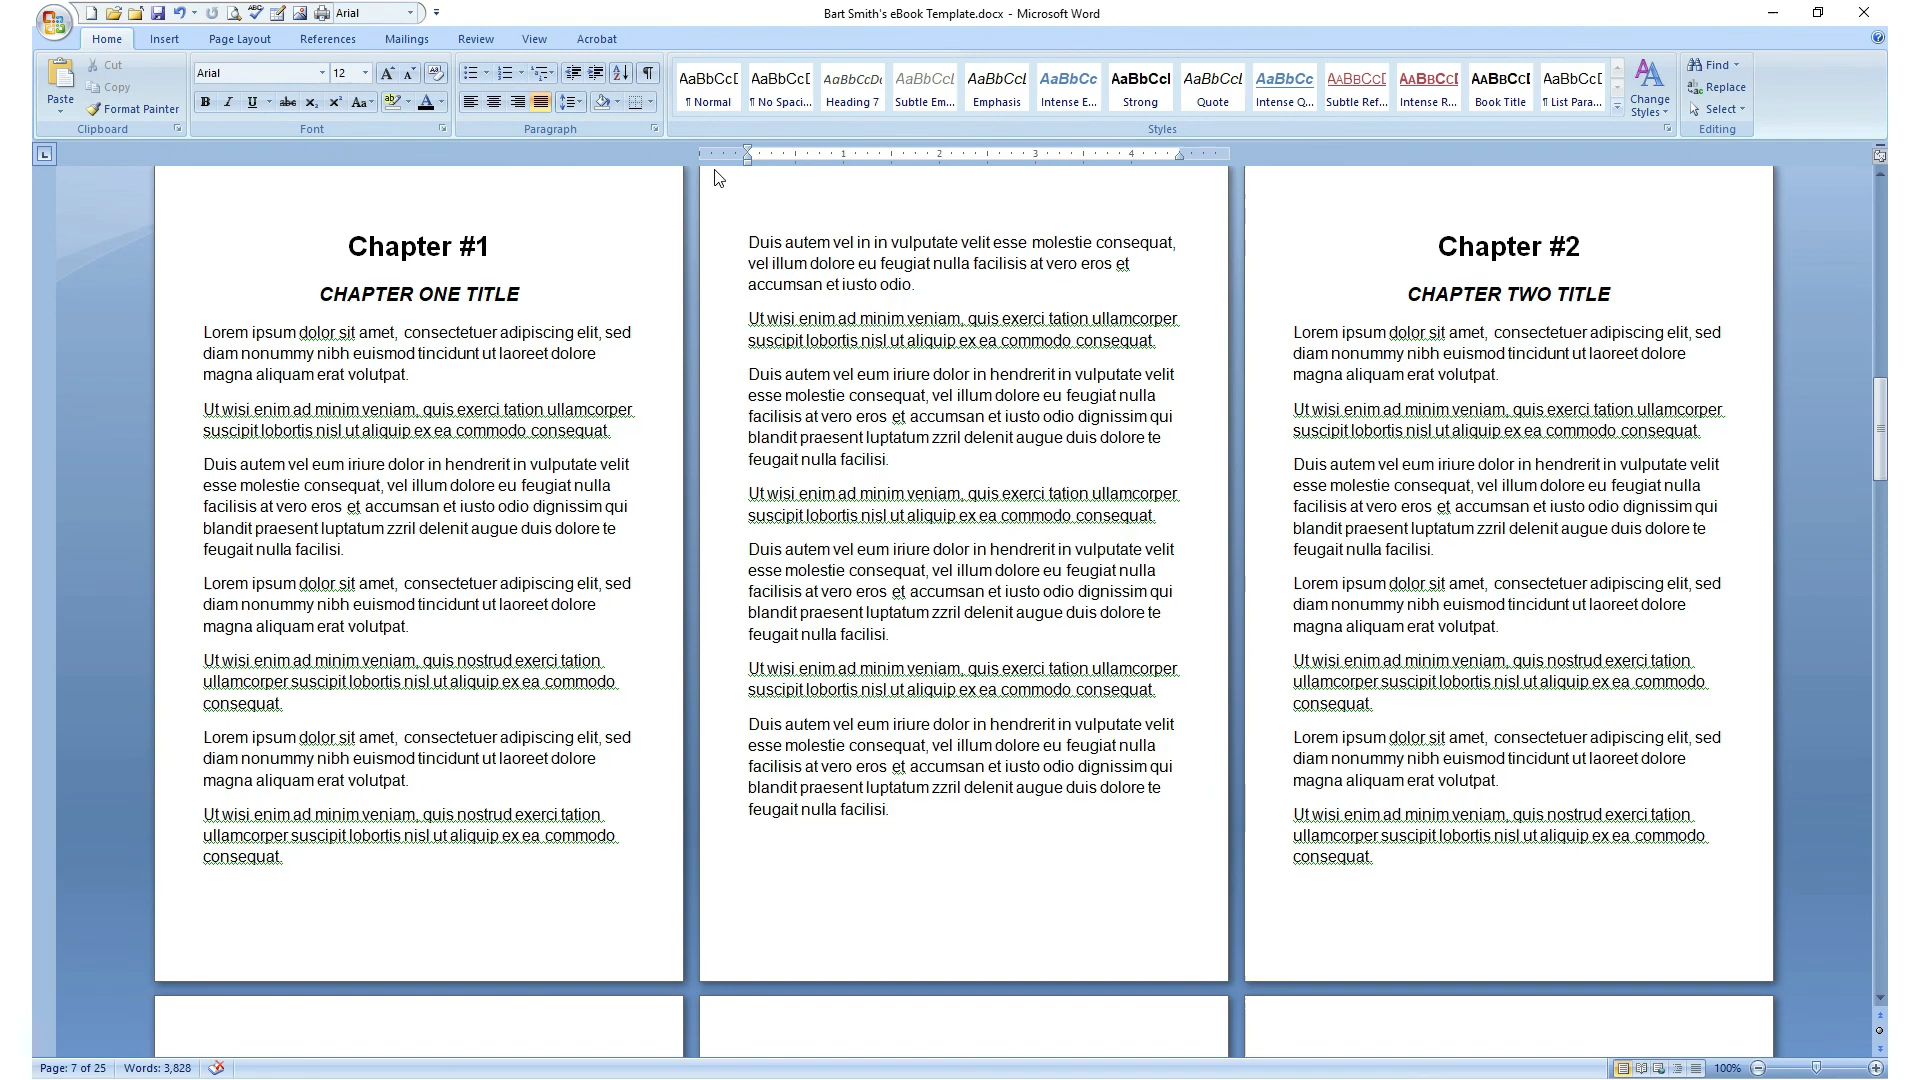 Arial
Bart Smith's eBook Template.docx - Microsoft Word
Home Insert Page Layout References Mailings Review View Acrobat
Paste
Cut
Copy
Format Painter
Clipboard
Arial 12
B I U abc X₂ X² Aa
Font
Paragraph
AaBbCcD AaBbCcD AaBbCcDc AaBbCcL AaBbCcL AaBbCc AaBbCcI AaBbCcL AaBbCc AABBCCD AABBCCD AABBCCD AaBbCcD
¶ Normal ¶ No Spaci... Heading 7 Subtle Em... Emphasis Intense E... Strong Quote Intense Q... Subtle Ref... Intense R... Book Title ¶ List Para...
Change Styles
Styles
Find
Replace
Select
Editing
1 2 3 4
Chapter #1
CHAPTER ONE TITLE
Lorem ipsum dolor sit amet, consectetuer adipiscing elit, sed
diam nonummy nibh euismod tincidunt ut laoreet dolore
magna aliquam erat volutpat.
Ut wisi enim ad minim veniam, quis exerci tation ullamcorper
suscipit lobortis nisl ut aliquip ex ea commodo consequat.
Duis autem vel eum iriure dolor in hendrerit in vulputate velit
esse molestie consequat, vel illum dolore eu feugiat nulla
facilisis at vero eros et accumsan et iusto odio dignissim qui
blandit praesent luptatum zzril delenit augue duis dolore te
feugait nulla facilisi.
Lorem ipsum dolor sit amet, consectetuer adipiscing elit, sed
diam nonummy nibh euismod tincidunt ut laoreet dolore
magna aliquam erat volutpat.
Ut wisi enim ad minim veniam, quis nostrud exerci tation
ullamcorper suscipit lobortis nisl ut aliquip ex ea commodo
consequat.
Lorem ipsum dolor sit amet, consectetuer adipiscing elit, sed
diam nonummy nibh euismod tincidunt ut laoreet dolore
magna aliquam erat volutpat.
Ut wisi enim ad minim veniam, quis nostrud exerci tation
ullamcorper suscipit lobortis nisl ut aliquip ex ea commodo
consequat.
Duis autem vel in in vulputate velit esse molestie consequat,
vel illum dolore eu feugiat nulla facilisis at vero eros et
accumsan et iusto odio.
Ut wisi enim ad minim veniam, quis exerci tation ullamcorper
suscipit lobortis nisl ut aliquip ex ea commodo consequat.
Duis autem vel eum iriure dolor in hendrerit in vulputate velit
esse molestie consequat, vel illum dolore eu feugiat nulla
facilisis at vero eros et accumsan et iusto odio dignissim qui
blandit praesent luptatum zzril delenit augue duis dolore te
feugait nulla facilisi.
Ut wisi enim ad minim veniam, quis exerci tation ullamcorper
suscipit lobortis nisl ut aliquip ex ea commodo consequat.
Duis autem vel eum iriure dolor in hendrerit in vulputate velit
esse molestie consequat, vel illum dolore eu feugiat nulla
facilisis at vero eros et accumsan et iusto odio dignissim qui
blandit praesent luptatum zzril delenit augue duis dolore te
feugait nulla facilisi.
Ut wisi enim ad minim veniam, quis exerci tation ullamcorper
suscipit lobortis nisl ut aliquip ex ea commodo consequat.
Duis autem vel eum iriure dolor in hendrerit in vulputate velit
esse molestie consequat, vel illum dolore eu feugiat nulla
facilisis at vero eros et accumsan et iusto odio dignissim qui
blandit praesent luptatum zzril delenit augue duis dolore te
feugait nulla facilisi.
Chapter #2
CHAPTER TWO TITLE
Lorem ipsum dolor sit amet, consectetuer adipiscing elit, sed
diam nonummy nibh euismod tincidunt ut laoreet dolore
magna aliquam erat volutpat.
Ut wisi enim ad minim veniam, quis exerci tation ullamcorper
suscipit lobortis nisl ut aliquip ex ea commodo consequat.
Duis autem vel eum iriure dolor in hendrerit in vulputate velit
esse molestie consequat, vel illum dolore eu feugiat nulla
facilisis at vero eros et accumsan et iusto odio dignissim qui
blandit praesent luptatum zzril delenit augue duis dolore te
feugait nulla facilisi.
Lorem ipsum dolor sit amet, consectetuer adipiscing elit, sed
diam nonummy nibh euismod tincidunt ut laoreet dolore
magna aliquam erat volutpat.
Ut wisi enim ad minim veniam, quis nostrud exerci tation
ullamcorper suscipit lobortis nisl ut aliquip ex ea commodo
consequat.
Lorem ipsum dolor sit amet, consectetuer adipiscing elit, sed
diam nonummy nibh euismod tincidunt ut laoreet dolore
magna aliquam erat volutpat.
Ut wisi enim ad minim veniam, quis nostrud exerci tation
ullamcorper suscipit lobortis nisl ut aliquip ex ea commodo
consequat.
Page: 7 of 25 Words: 3,828
100%